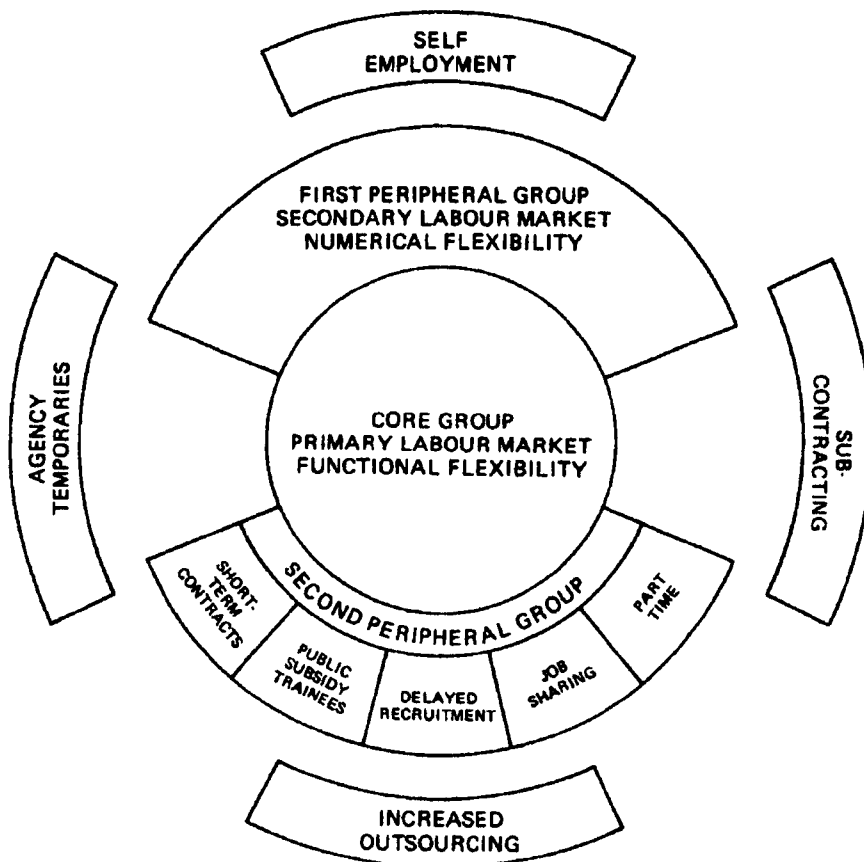 SELF
EMPLOYMENT
FIRST PERIPHERAL GROUP
SECONDARY LABOUR MARKET
NUMERICAL FLEXIBILITY
AGENCY
TEMPORARIES
CORE GROUP
PRIMARY LABOUR MARKET
FUNCTIONAL FLEXIBILITY
SUB-
CONTRACTING
SECOND PERIPHERAL GROUP
SHORT-
TERM
CONTRACTS
PUBLIC
SUBSIDY
TRAINEES
DELAYED
RECRUITMENT
JOB
SHARING
PART
TIME
INCREASED
OUTSOURCING